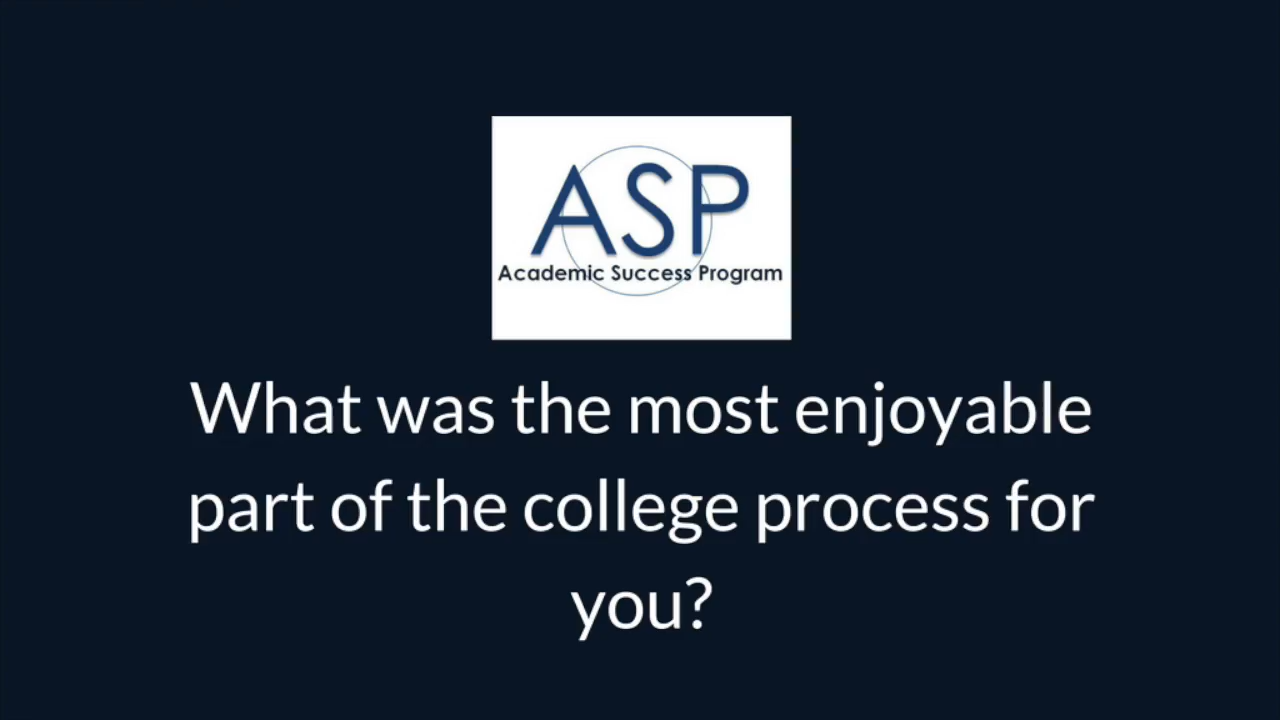 ASP
Academic Success Program
What was the most enjoyable
part of the college process for
you?